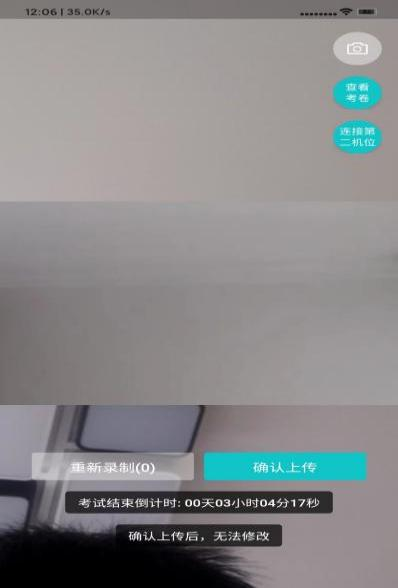 12:06 | 35.0K/s
查看
考卷
连接第
二机位
重新录制(0)
确认上传
考试结束倒计时: 00天03小时04分17秒
确认上传后，无法修改